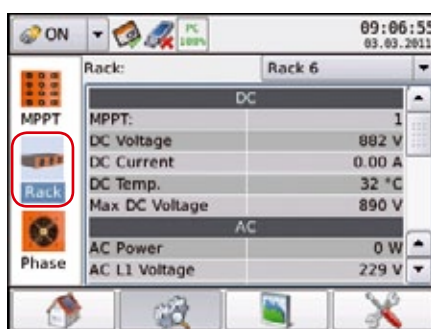 ON
PC
100%
09:06:55
03.03.2011
Rack: Rack 6
MPPT
Rack
Phase
DC
MPPT: 1
DC Voltage 882 V
DC Current 0.00 A
DC Temp. 32 °C
Max DC Voltage 890 V
AC
AC Power 0 W
AC L1 Voltage 229 V